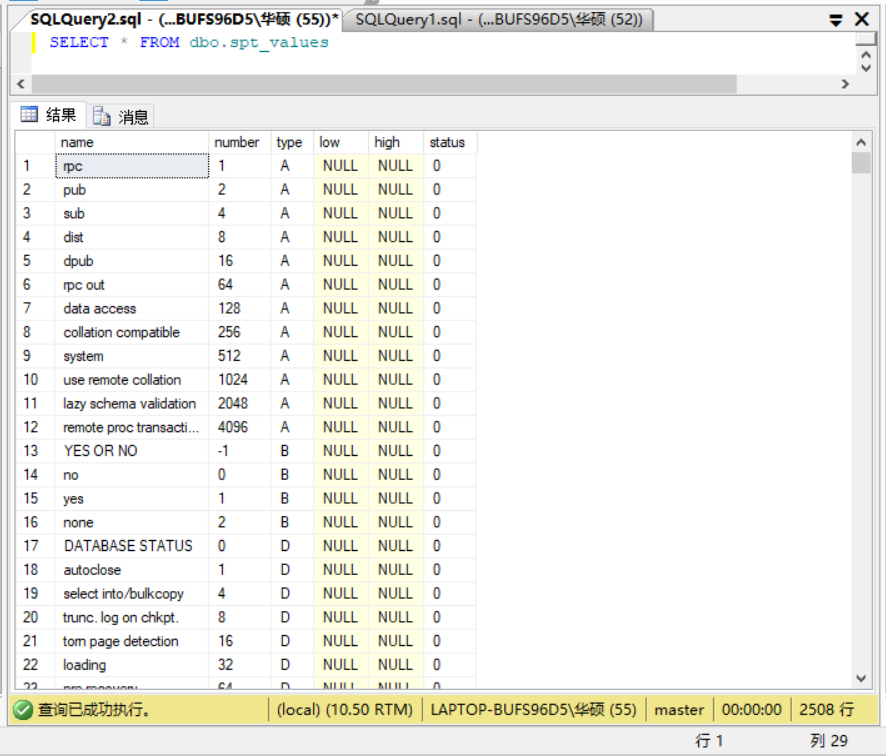 SQLQuery2.sql - (...BUFS96D5\华硕 (55))* SQLQuery1.sql - (...BUFS96D5\华硕 (52))
SELECT * FROM dbo.spt_values
结果 消息
name number type low high status
1 rpc 1 A NULL NULL 0
2 pub 2 A NULL NULL 0
3 sub 4 A NULL NULL 0
4 dist 8 A NULL NULL 0
5 dpub 16 A NULL NULL 0
6 rpc out 64 A NULL NULL 0
7 data access 128 A NULL NULL 0
8 collation compatible 256 A NULL NULL 0
9 system 512 A NULL NULL 0
10 use remote collation 1024 A NULL NULL 0
11 lazy schema validation 2048 A NULL NULL 0
12 remote proc transacti... 4096 A NULL NULL 0
13 YES OR NO -1 B NULL NULL 0
14 no 0 B NULL NULL 0
15 yes 1 B NULL NULL 0
16 none 2 B NULL NULL 0
17 DATABASE STATUS 0 D NULL NULL 0
18 autoclose 1 D NULL NULL 0
19 select into/bulkcopy 4 D NULL NULL 0
20 trunc. log on chkpt. 8 D NULL NULL 0
21 torn page detection 16 D NULL NULL 0
22 loading 32 D NULL NULL 0
23 pre recovery 64 D NULL NULL 0
查询已成功执行。 (local) (10.50 RTM) LAPTOP-BUFS96D5\华硕 (55) master 00:00:00 2508 行
行 1 列 29